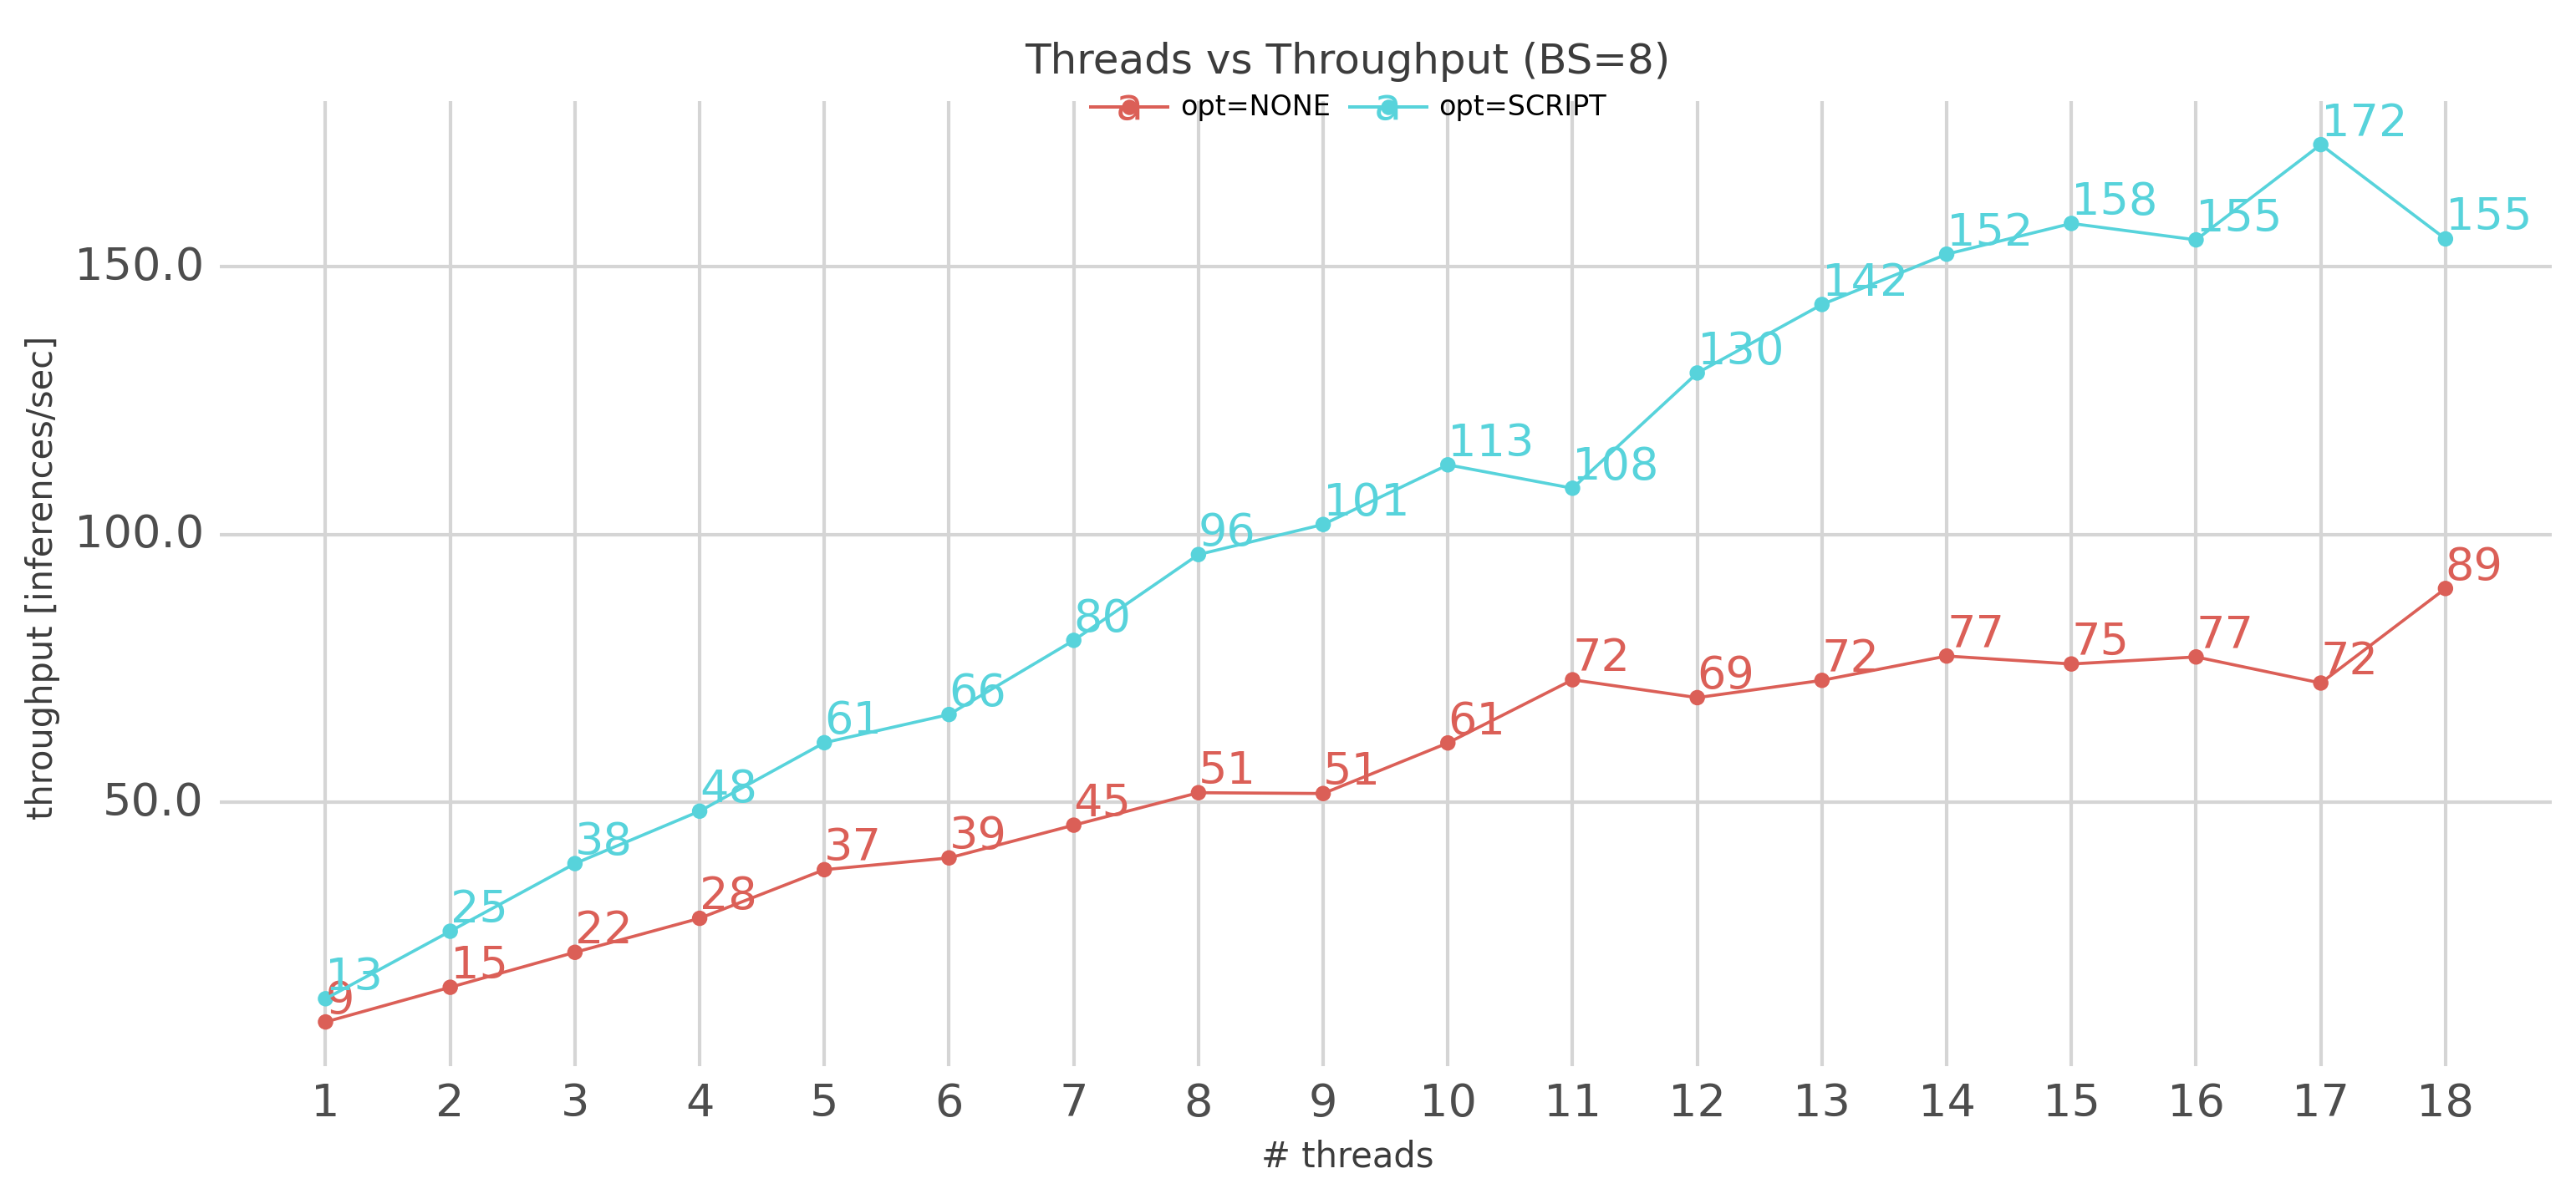 Threads vs Throughput (BS=8)
a opt=NONE a opt=SCRIPT
throughput [inferences/sec]
150.0
100.0
50.0
13 25 38 48 61 66 80 96 101 113 108 130 142 152 158 155 172 155
9 15 22 28 37 39 45 51 51 61 72 69 72 77 75 77 72 89
1 2 3 4 5 6 7 8 9 10 11 12 13 14 15 16 17 18
# threads